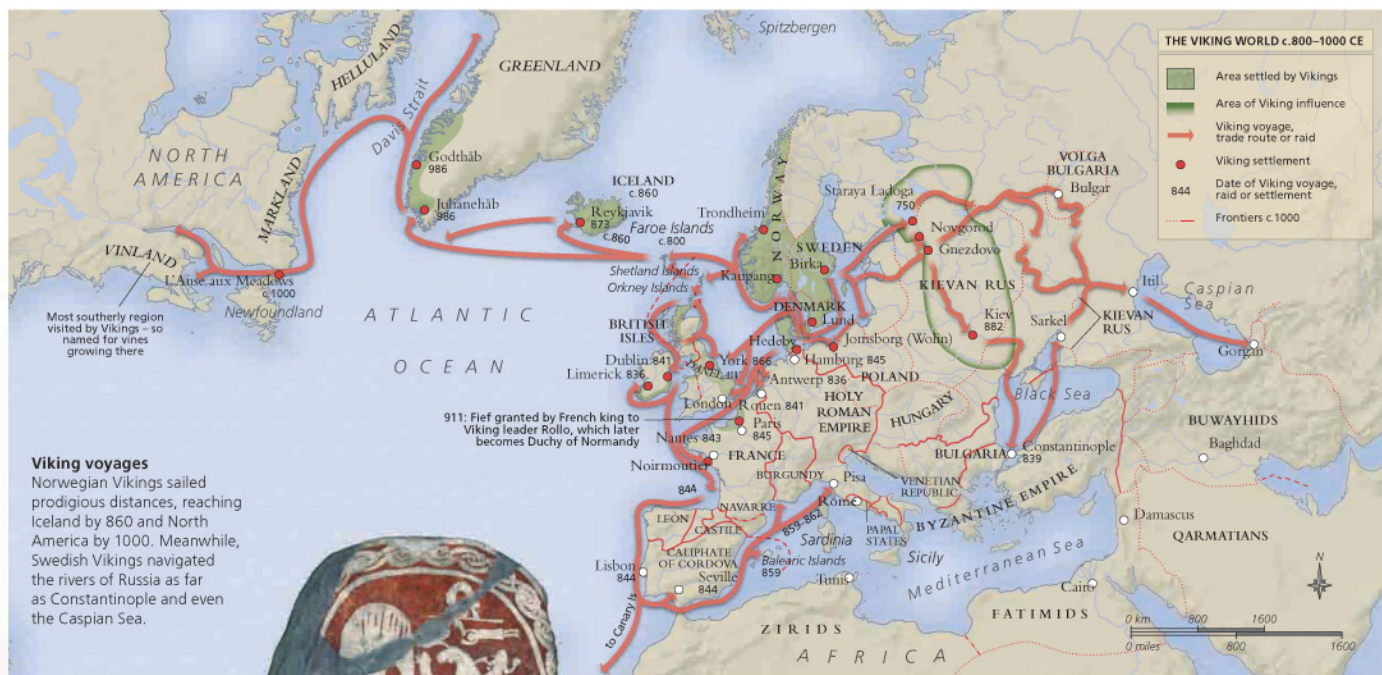 Spitzbergen
THE VIKING WORLD c.800–1000 CE
Area settled by Vikings
Area of Viking influence
Viking voyage,
trade route or raid
Viking settlement
844
Date of Viking voyage,
raid or settlement
Frontiers c.1000
HELLULAND
GREENLAND
Davis Strait
NORTH
AMERICA
MARKLAND
Godthåb
986
Julianehåb
986
ICELAND
c.860
Reykjavik
873
c.860
Faroe Islands
c.800
Trondheim
NORWAY
SWEDEN
Birka
Kaupang
Staraya Ladoga
750
Novgorod
Gnezdovo
VOLGA
BULGARIA
Bulgar
VINLAND
L'Anse aux Meadows
c.1000
Newfoundland
Most southerly region
visited by Vikings – so
named for vines
growing there
ATLANTIC
OCEAN
Shetland Islands
Orkney Islands
BRITISH
ISLES
DENMARK
Lund
Hedeby
Jomsborg (Wolin)
Hamburg 845
KIEVAN RUS
Kiev
882
Sarkel
Itil
Caspian
Sea
KIEVAN
RUS
Gorgan
Dublin 841
Limerick 836
York 866
DANELAW
London
Antwerp 836
POLAND
HOLY
ROMAN
EMPIRE
Rouen 841
Paris
845
HUNGARY
Black Sea
911: Fief granted by French king to
Viking leader Rollo, which later
becomes Duchy of Normandy
Nantes 843
Noirmoutier
FRANCE
BURGUNDY
Pisa
VENETIAN
REPUBLIC
BULGARIA
Constantinople
839
BUWAYHIDS
Baghdad
844
NAVARRE
LEÓN
CASTILE
859–862
Rome
PAPAL
STATES
BYZANTINE EMPIRE
CALIPHATE
OF CORDOVA
Lisbon
844
Seville
844
Balearic Islands
859
Sardinia
Sicily
Tunis
Mediterranean Sea
Damascus
QARMATIANS
Cairo
N
to Canary Is
ZIRIDS
AFRICA
FATIMIDS
0 km 800 1600
0 miles 800 1600
Viking voyages
Norwegian Vikings sailed
prodigious distances, reaching
Iceland by 860 and North
America by 1000. Meanwhile,
Swedish Vikings navigated
the rivers of Russia as far
as Constantinople and even
the Caspian Sea.